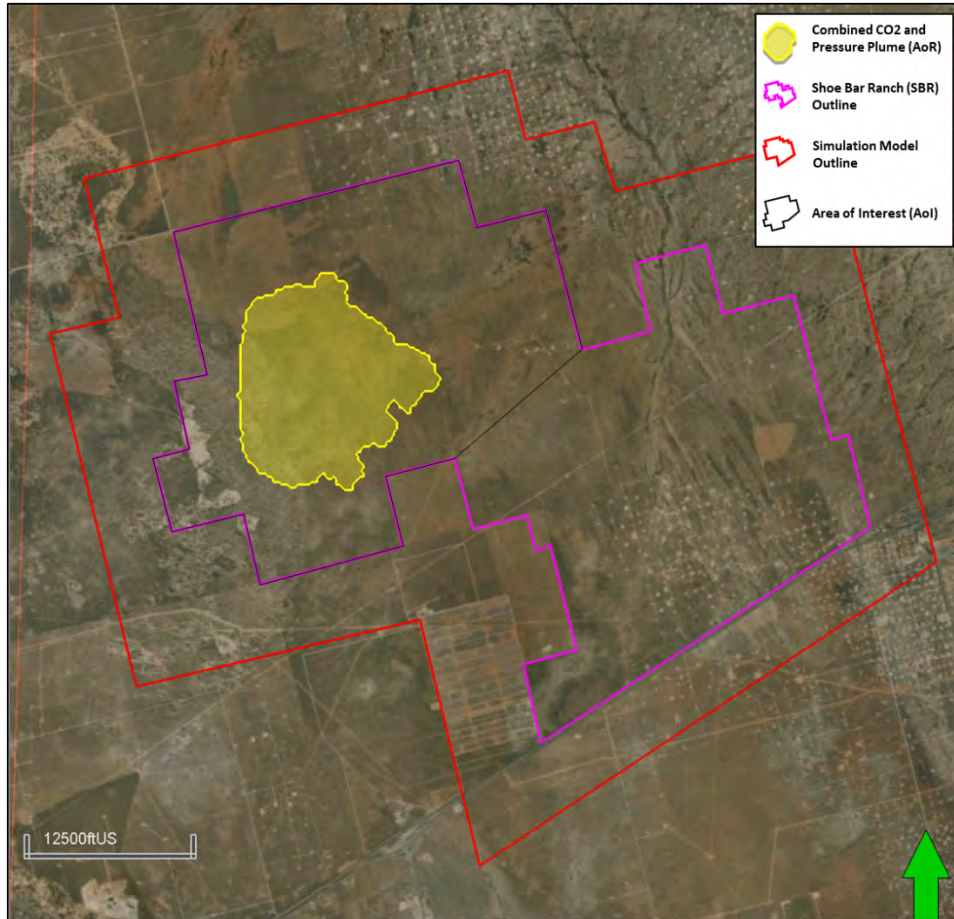 Combined CO2 and
Pressure Plume (AoR)
Shoe Bar Ranch (SBR)
Outline
Simulation Model
Outline
Area of Interest (AoI)
12500ftUS